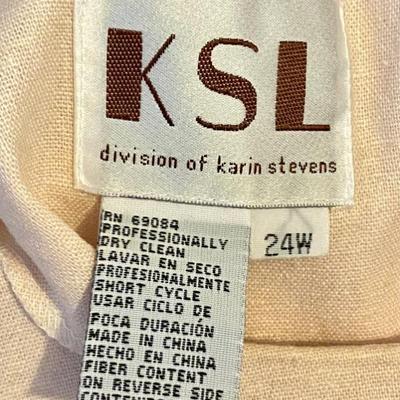 KSL
division of karin stevens
24W
RN 69084
PROFESSIONALLY
DRY CLEAN
LAVAR EN SECO
PROFESIONALMENTE
SHORT CYCLE
USAR CICLO DE
POCA DURACIÓN
MADE IN CHINA
HECHO EN CHINA
FIBER CONTENT
ON REVERSE SIDE